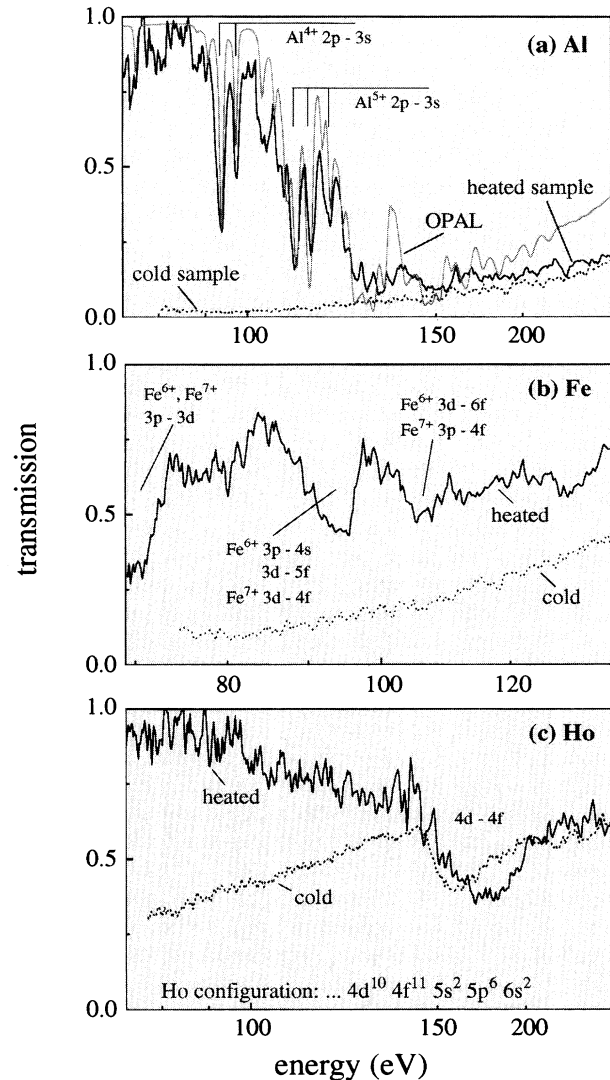 1.0
(a) Al
Al⁴⁺ 2p - 3s
Al⁵⁺ 2p - 3s
0.5
heated sample
OPAL
cold sample
0.0
100
150
200
1.0
(b) Fe
Fe⁶⁺, Fe⁷⁺
3p - 3d
Fe⁶⁺ 3d - 6f
Fe⁷⁺ 3p - 4f
transmission
0.5
heated
Fe⁶⁺ 3p - 4s
3d - 5f
Fe⁷⁺ 3d - 4f
cold
0.0
80
100
120
1.0
(c) Ho
heated
4d - 4f
0.5
cold
Ho configuration: ... 4d¹⁰ 4f¹¹ 5s² 5p⁶ 6s²
0.0
100
150
200
energy (eV)